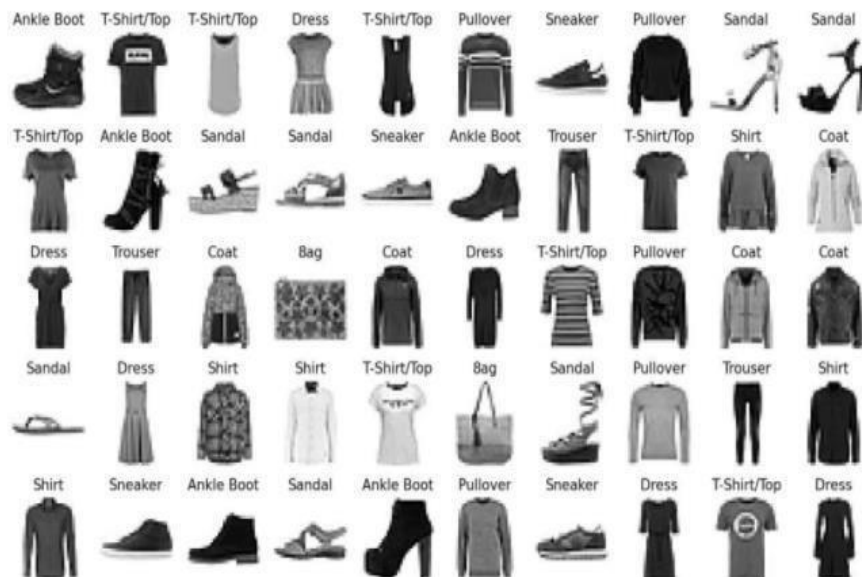 Ankle Boot T-Shirt/Top T-Shirt/Top Dress T-Shirt/Top Pullover Sneaker Pullover Sandal Sandal
T-Shirt/Top Ankle Boot Sandal Sandal Sneaker Ankle Boot Trouser T-Shirt/Top Shirt Coat
Dress Trouser Coat Bag Coat Dress T-Shirt/Top Pullover Coat Coat
Sandal Dress Shirt Shirt T-Shirt/Top Bag Sandal Pullover Trouser Shirt
Shirt Sneaker Ankle Boot Sandal Ankle Boot Pullover Sneaker Dress T-Shirt/Top Dress